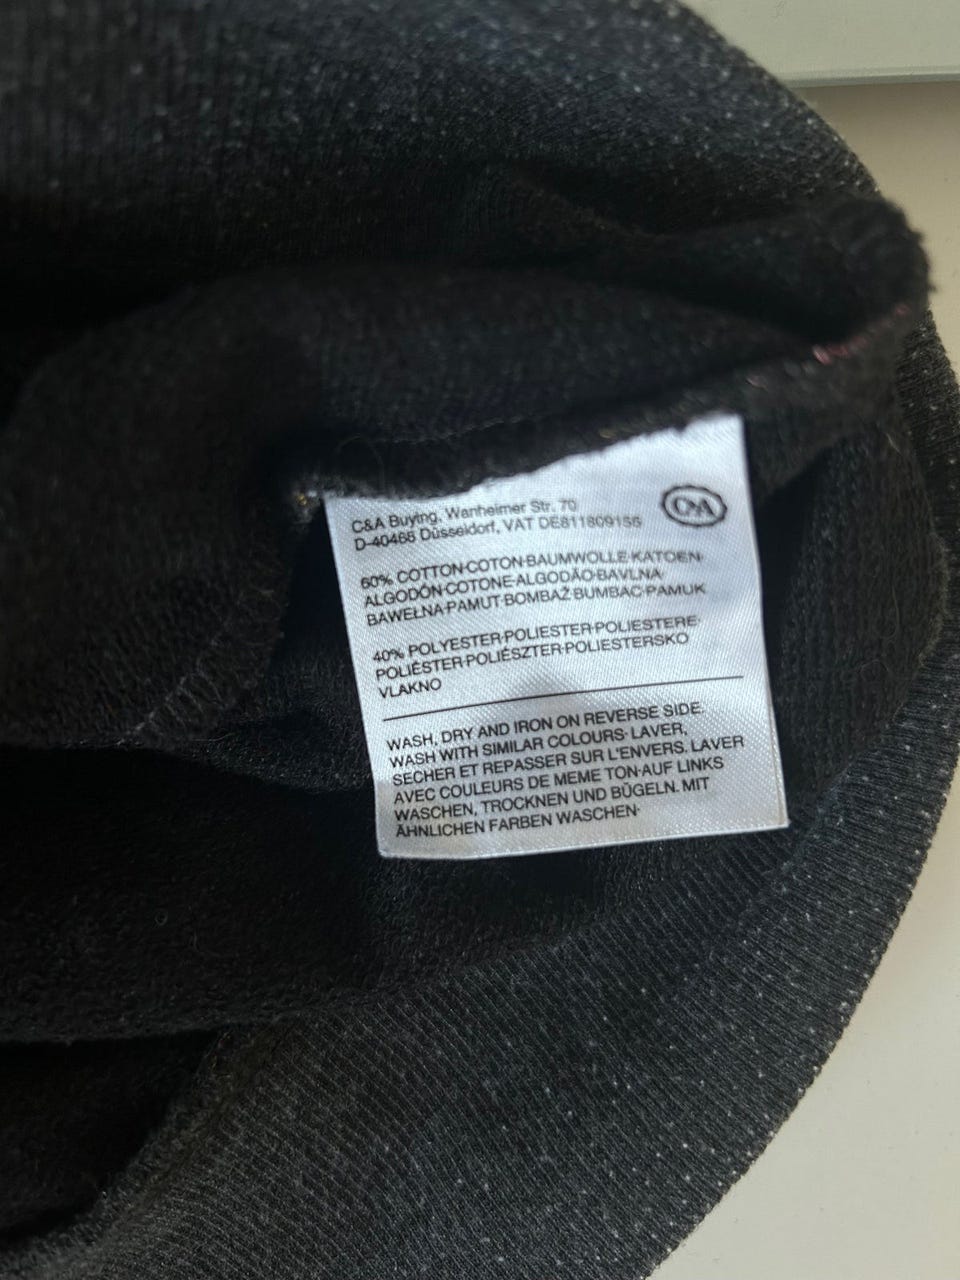 C&A Buying, Wanheimer Str. 70
D-40468 Düsseldorf, VAT DE811809156
C&A
60% COTTON·COTON·BAUMWOLLE·KATOEN·
ALGODÓN·COTONE·ALGODÃO·BAVLNA·
BAWEŁNA·PAMUT·BOMBAŽ·BUMBAC·PAMUK
40% POLYESTER·POLIESTER·POLIESTERE·
POLIÉSTER·POLIÉSZTER·POLIESTERSKO
VLAKNO
WASH, DRY AND IRON ON REVERSE SIDE.
WASH WITH SIMILAR COLOURS· LAVER,
SECHER ET REPASSER SUR L'ENVERS. LAVER
AVEC COULEURS DE MEME TON·AUF LINKS
WASCHEN, TROCKNEN UND BÜGELN. MIT
ÄHNLICHEN FARBEN WASCHEN·